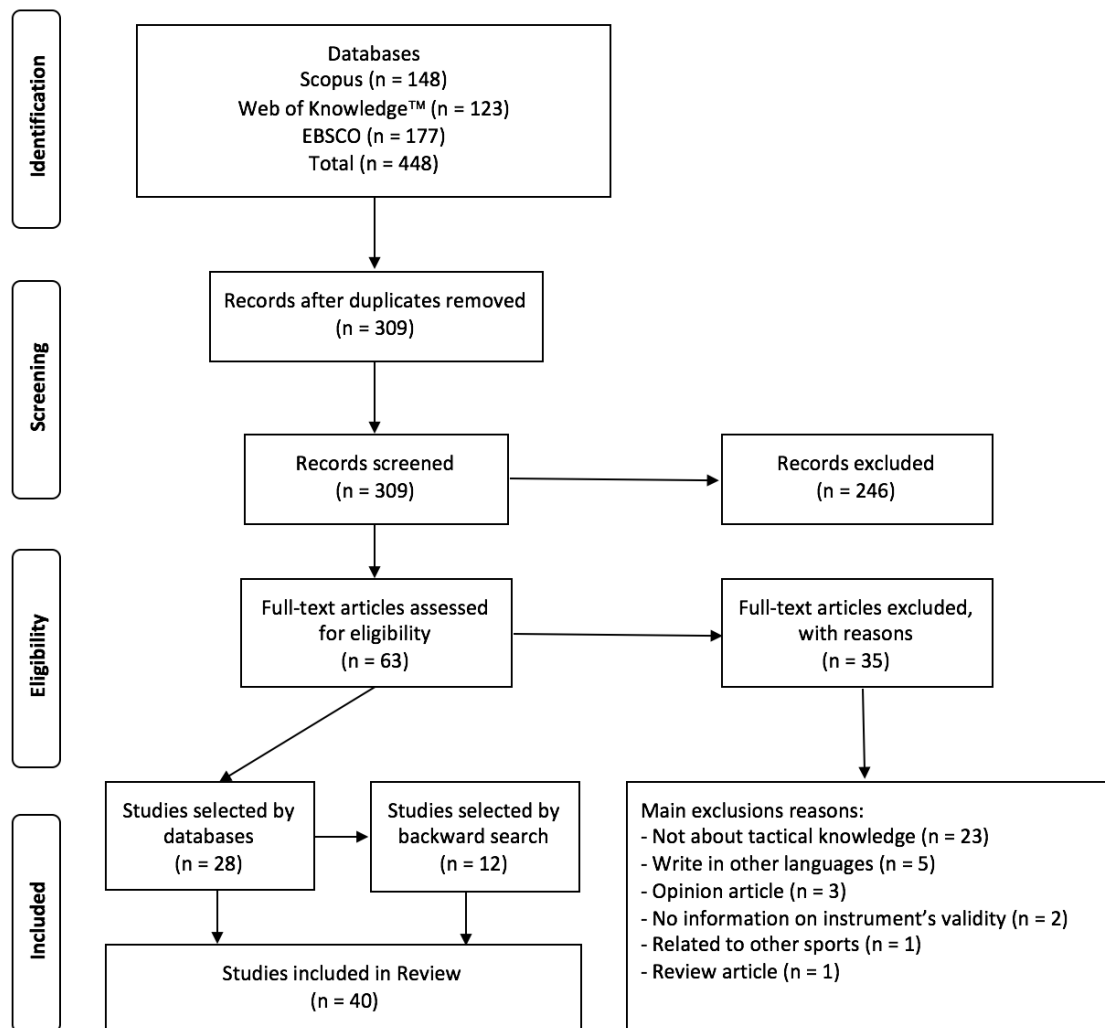 Identification
Databases
Scopus (n = 148)
Web of Knowledge™ (n = 123)
EBSCO (n = 177)
Total (n = 448)
Screening
Records after duplicates removed
(n = 309)
Records screened
(n = 309)
Records excluded
(n = 246)
Eligibility
Full-text articles assessed
for eligibility
(n = 63)
Full-text articles excluded,
with reasons
(n = 35)
Included
Studies selected by
databases
(n = 28)
Studies selected by
backward search
(n = 12)
Main exclusions reasons:
- Not about tactical knowledge (n = 23)
- Write in other languages (n = 5)
- Opinion article (n = 3)
- No information on instrument’s validity (n = 2)
- Related to other sports (n = 1)
- Review article (n = 1)
Studies included in Review
(n = 40)